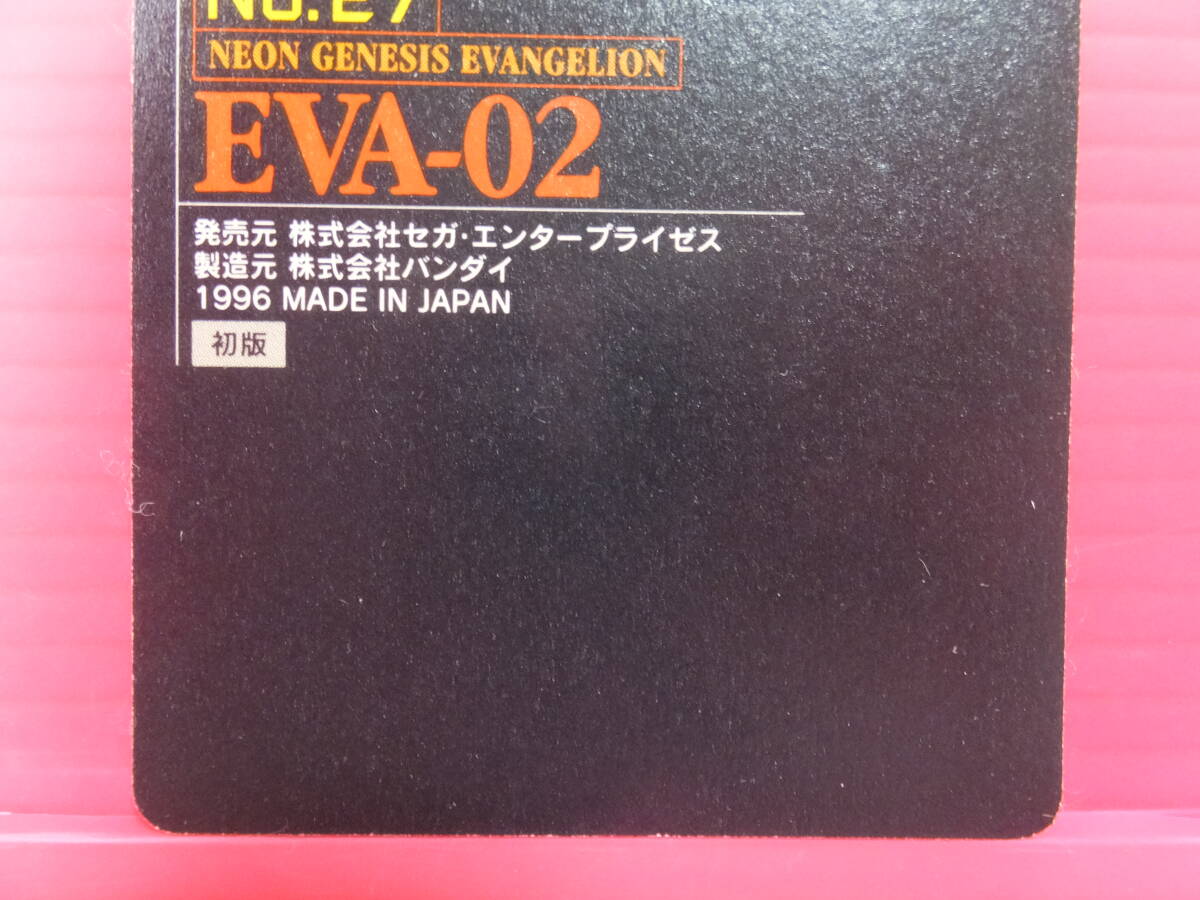 No.27
NEON GENESIS EVANGELION
EVA-02
発売元 株式会社セガ・エンタープライゼス
製造元 株式会社バンダイ
1996 MADE IN JAPAN
初版